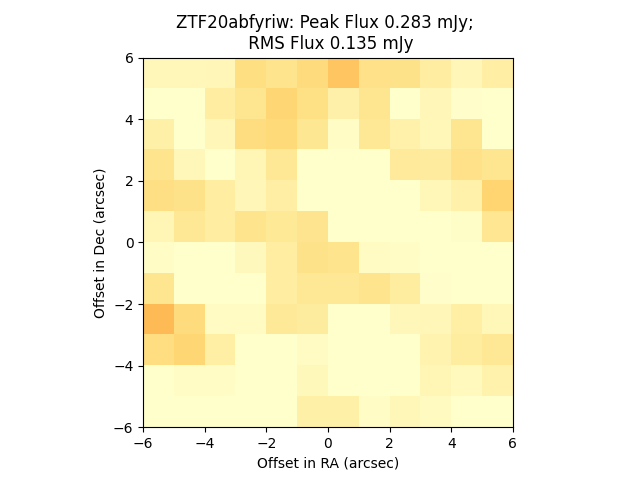 ZTF20abfyriw: Peak Flux 0.283 mJy;
RMS Flux 0.135 mJy
6
4
2
0
−2
−4
−6
Offset in Dec (arcsec)
−6 −4 −2 0 2 4 6
Offset in RA (arcsec)